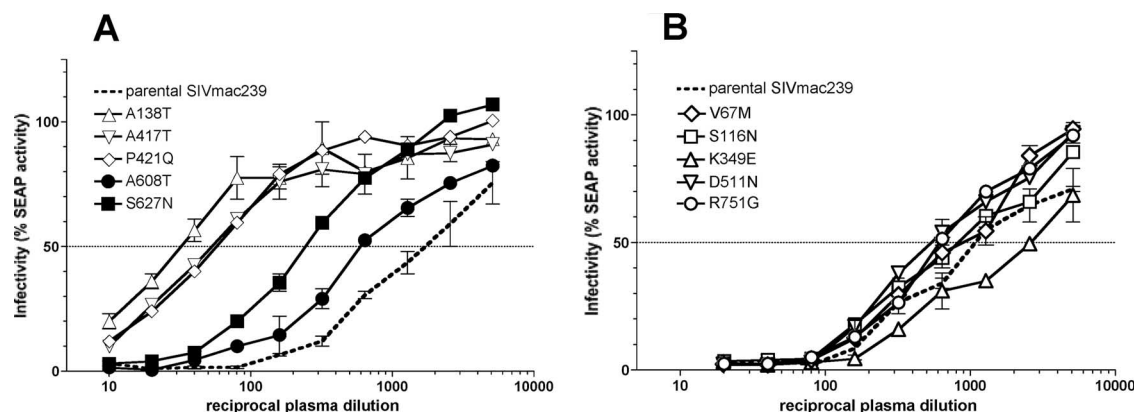 A
Infectivity (% SEAP activity)
100
50
0
parental SIVmac239
A138T
A417T
P421Q
A608T
S627N
10
100
1000
10000
reciprocal plasma dilution
B
Infectivity (% SEAP activity)
100
50
0
parental SIVmac239
V67M
S116N
K349E
D511N
R751G
10
100
1000
10000
reciprocal plasma dilution